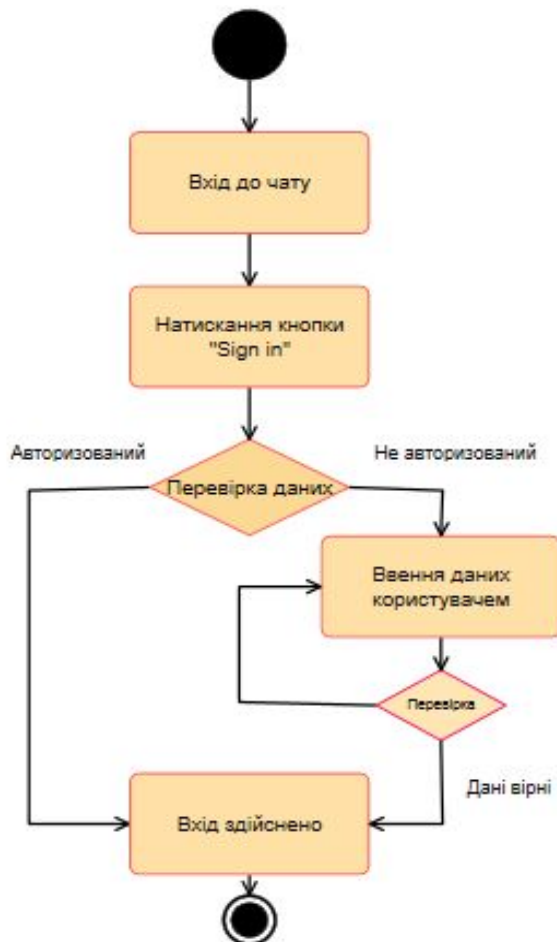 Вхід до чату
Натискання кнопки
"Sign in"
Авторизований
Не авторизований
Перевірка даних
Ввення даних
користувачем
Перевірка
Дані вірні
Вхід здійснено